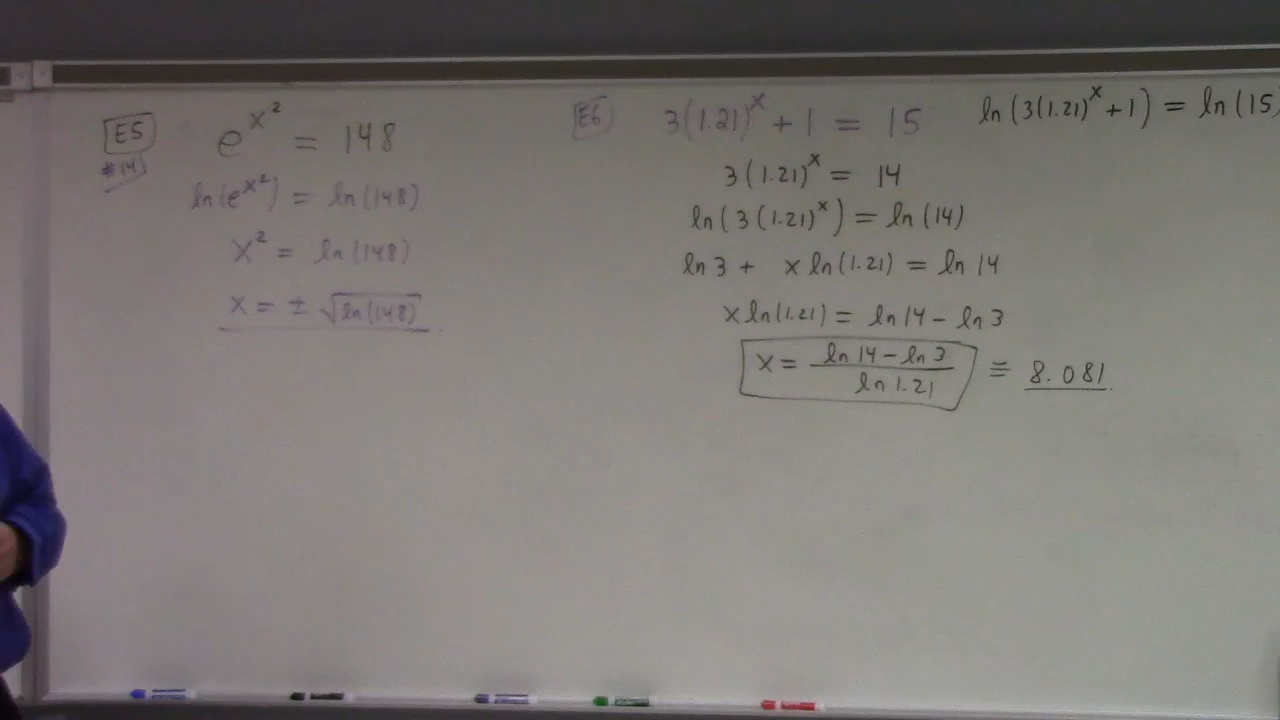 E5 e^{x^2} = 148
#14
ln(e^{x^2}) = ln(148)
x^2 = ln(148)
x = ± √ln(148)
E6 3(1.21)^x + 1 = 15
3(1.21)^x = 14
ln(3(1.21)^x) = ln(14)
ln 3 + x ln(1.21) = ln 14
x ln(1.21) = ln 14 - ln 3
x = (ln 14 - ln 3)/(ln 1.21) ≅ 8.081
ln(3(1.21)^x + 1) = ln(15)